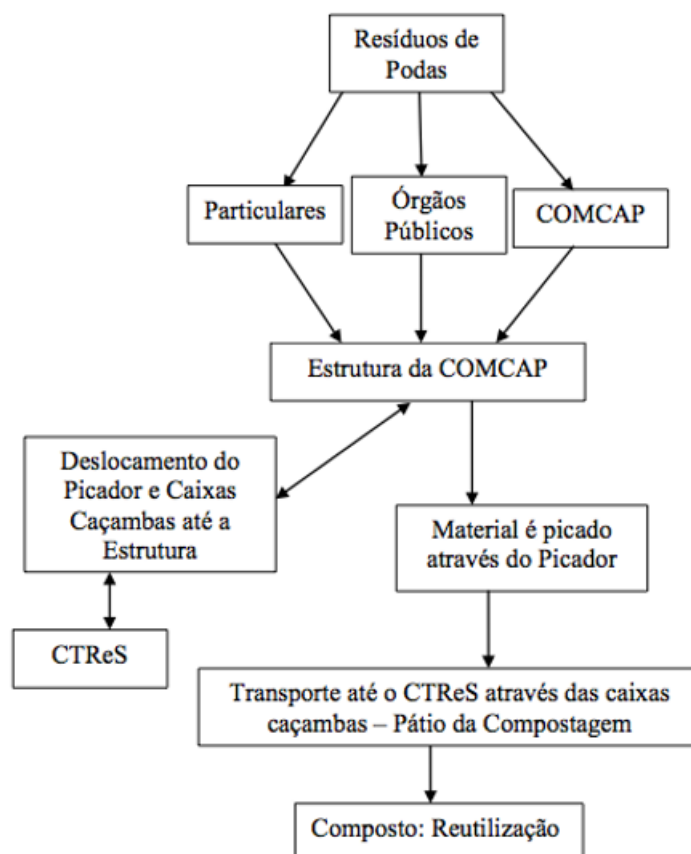 Resíduos de
Podas
Particulares
Órgãos
Públicos
COMCAP
Estrutura da COMCAP
Deslocamento do
Picador e Caixas
Caçambas até a
Estrutura
Material é picado
através do Picador
CTReS
Transporte até o CTReS através das caixas
caçambas – Pátio da Compostagem
Composto: Reutilização